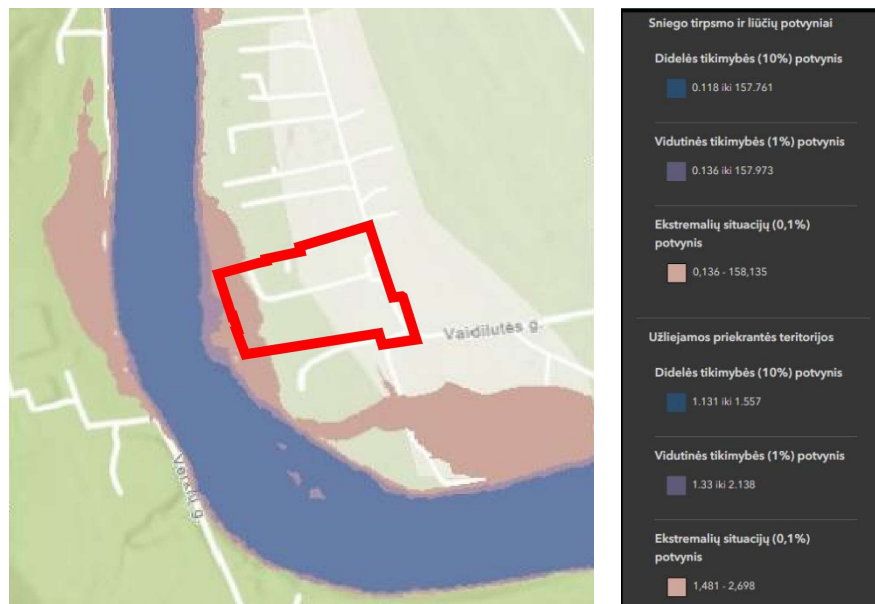 Vaidilutės g.
Verkių g.
Sniego tirpsmo ir liūčių potvyniai
Didelės tikimybės (10%) potvynis
0.118 iki 157.761
Vidutinės tikimybės (1%) potvynis
0.136 iki 157.973
Ekstremalių situacijų (0,1%)
potvynis
0,136 - 158,135
Užliejamos priekrantės teritorijos
Didelės tikimybės (10%) potvynis
1.131 iki 1.557
Vidutinės tikimybės (1%) potvynis
1.33 iki 2.138
Ekstremalių situacijų (0,1%)
potvynis
1,481 - 2,698